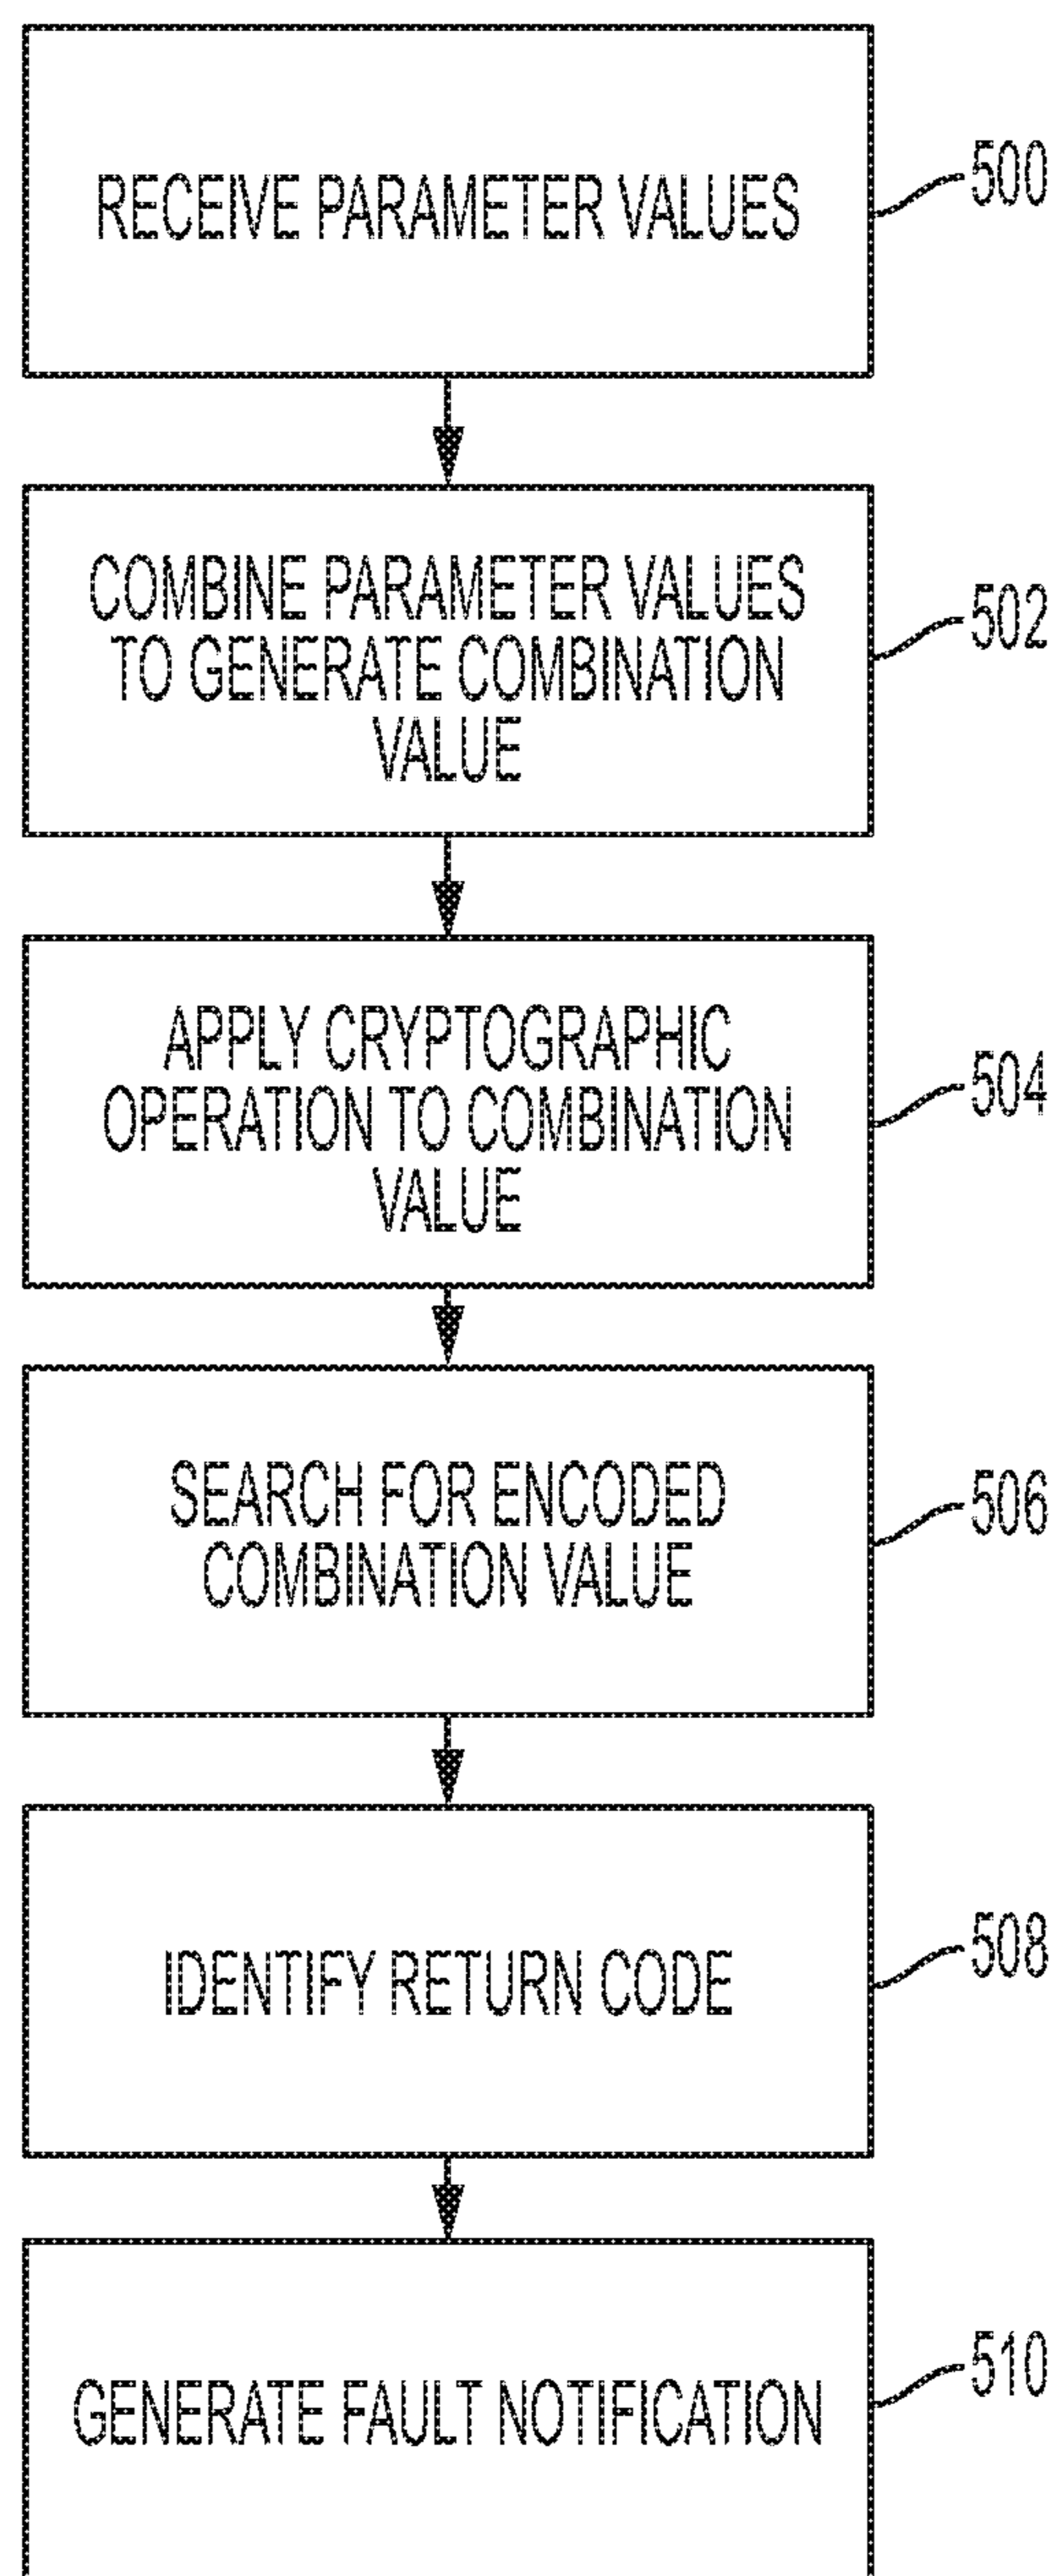 RECEIVE PARAMETER VALUES
500
COMBINE PARAMETER VALUES
TO GENERATE COMBINATION
VALUE
502
APPLY CRYPTOGRAPHIC
OPERATION TO COMBINATION
VALUE
504
SEARCH FOR ENCODED
COMBINATION VALUE
506
IDENTIFY RETURN CODE
508
GENERATE FAULT NOTIFICATION
510